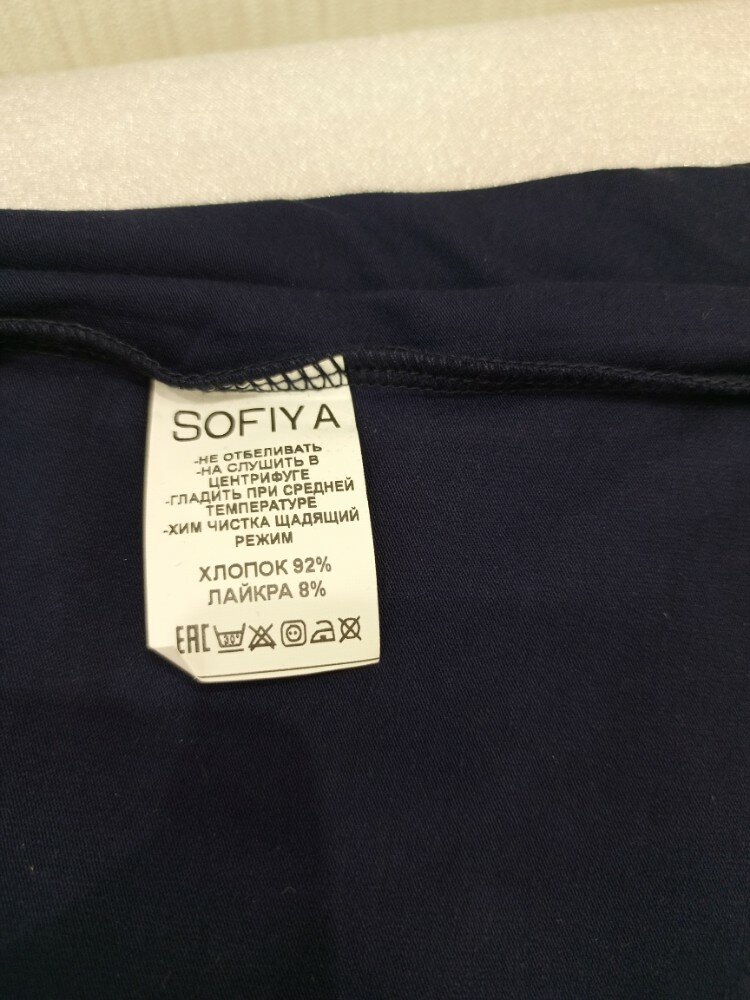 SOFIYA
-НЕ ОТБЕЛИВАТЬ
-НА СЛУШИТЬ В
ЦЕНТРИФУГЕ
-ГЛАДИТЬ ПРИ СРЕДНЕЙ
ТЕМПЕРАТУРЕ
-ХИМ ЧИСТКА ЩАДЯЩИЙ
РЕЖИМ
ХЛОПОК 92%
ЛАЙКРА 8%
EAC 30°